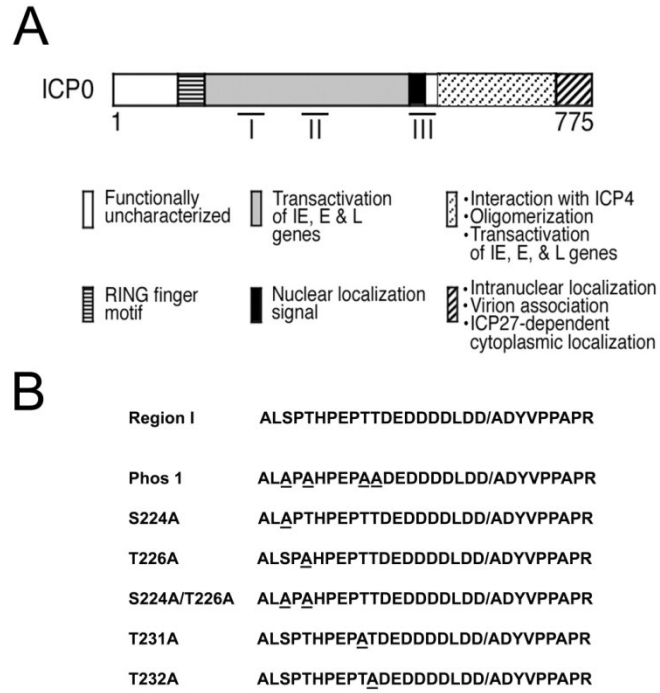 A
ICP0
1
775
I
II
III
Functionally
uncharacterized
Transactivation
of IE, E & L
genes
•Interaction with ICP4
•Oligomerization
•Transactivation
of IE, E, & L genes
RING finger
motif
Nuclear localization
signal
•Intranuclear localization
•Virion association
•ICP27-dependent
cytoplasmic localization
B
Region I ALSPTHPEPTTDEDDDDLDD/ADYVPPAPR
Phos 1 ALAPAHPEPAADEDDDDLDD/ADYVPPAPR
S224A ALAPTHPEPTTDEDDDDLDD/ADYVPPAPR
T226A ALSPAHPEPTTDEDDDDLDD/ADYVPPAPR
S224A/T226A ALAPAHPEPTTDEDDDDLDD/ADYVPPAPR
T231A ALSPTHPEPATDEDDDDLDD/ADYVPPAPR
T232A ALSPTHPEPTADEDDDDLDD/ADYVPPAPR